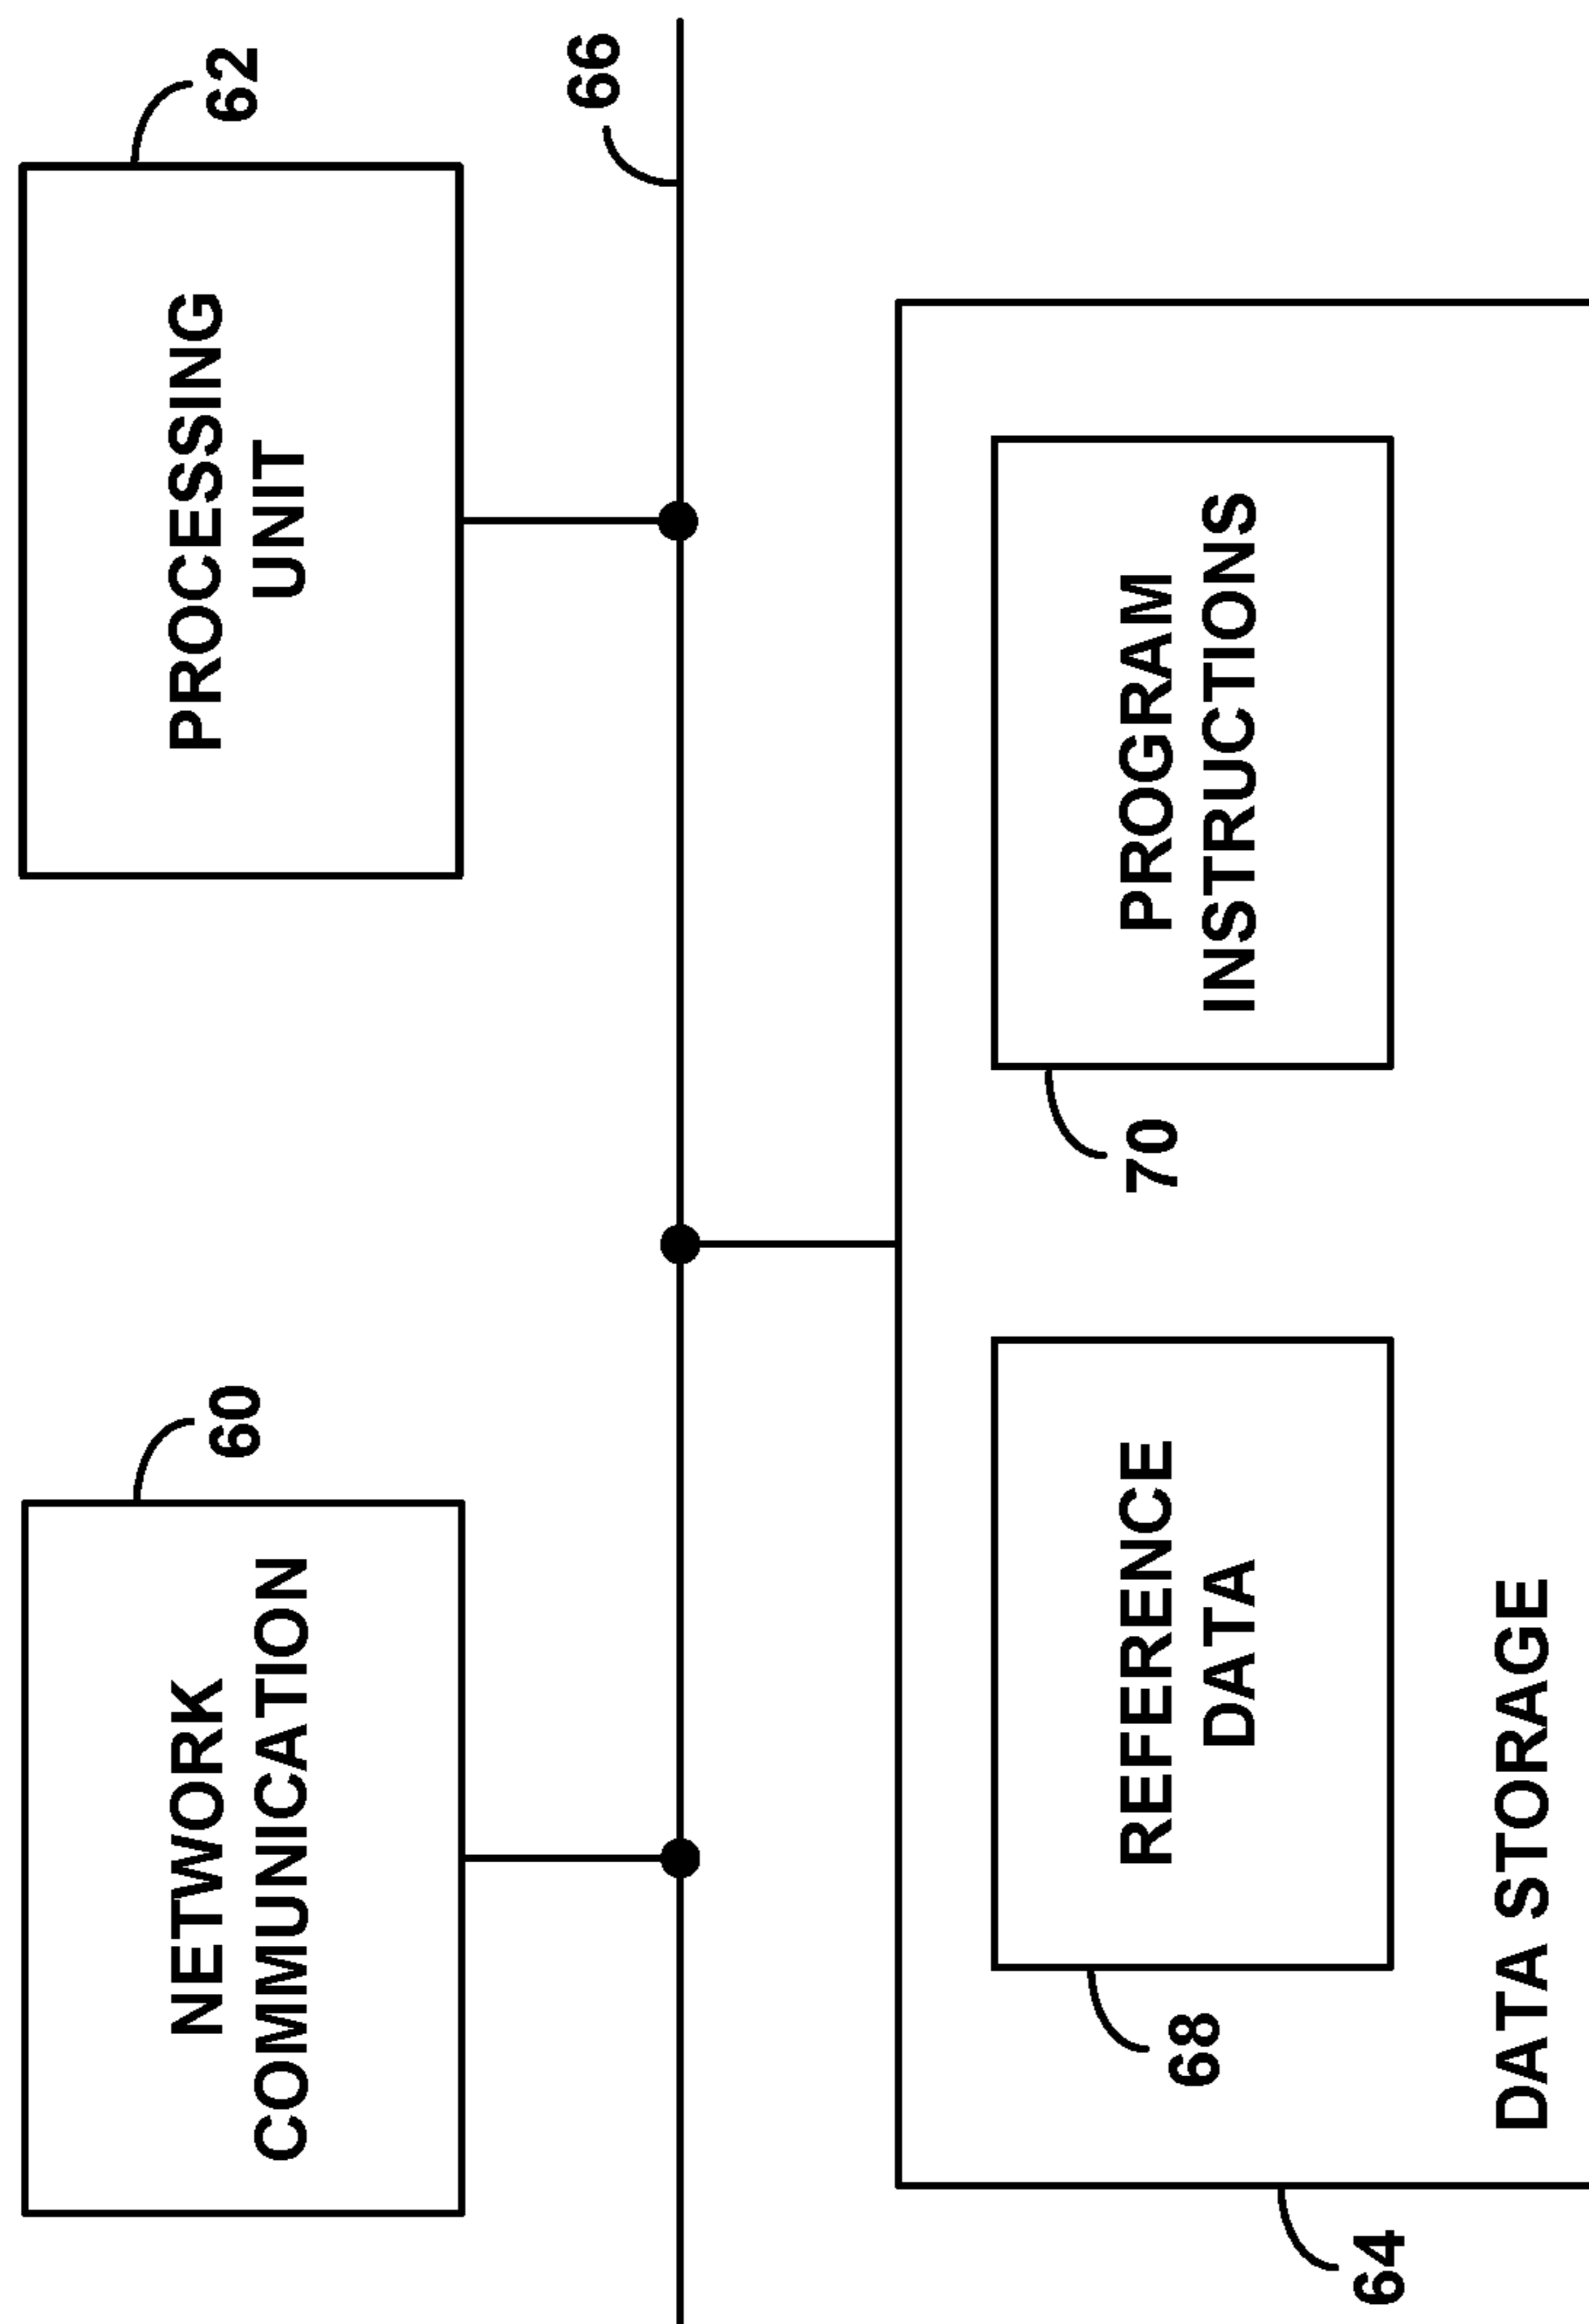 60
NETWORK
COMMUNICATION
62
PROCESSING
UNIT
66
68
REFERENCE
DATA
70
PROGRAM
INSTRUCTIONS
64
DATA STORAGE